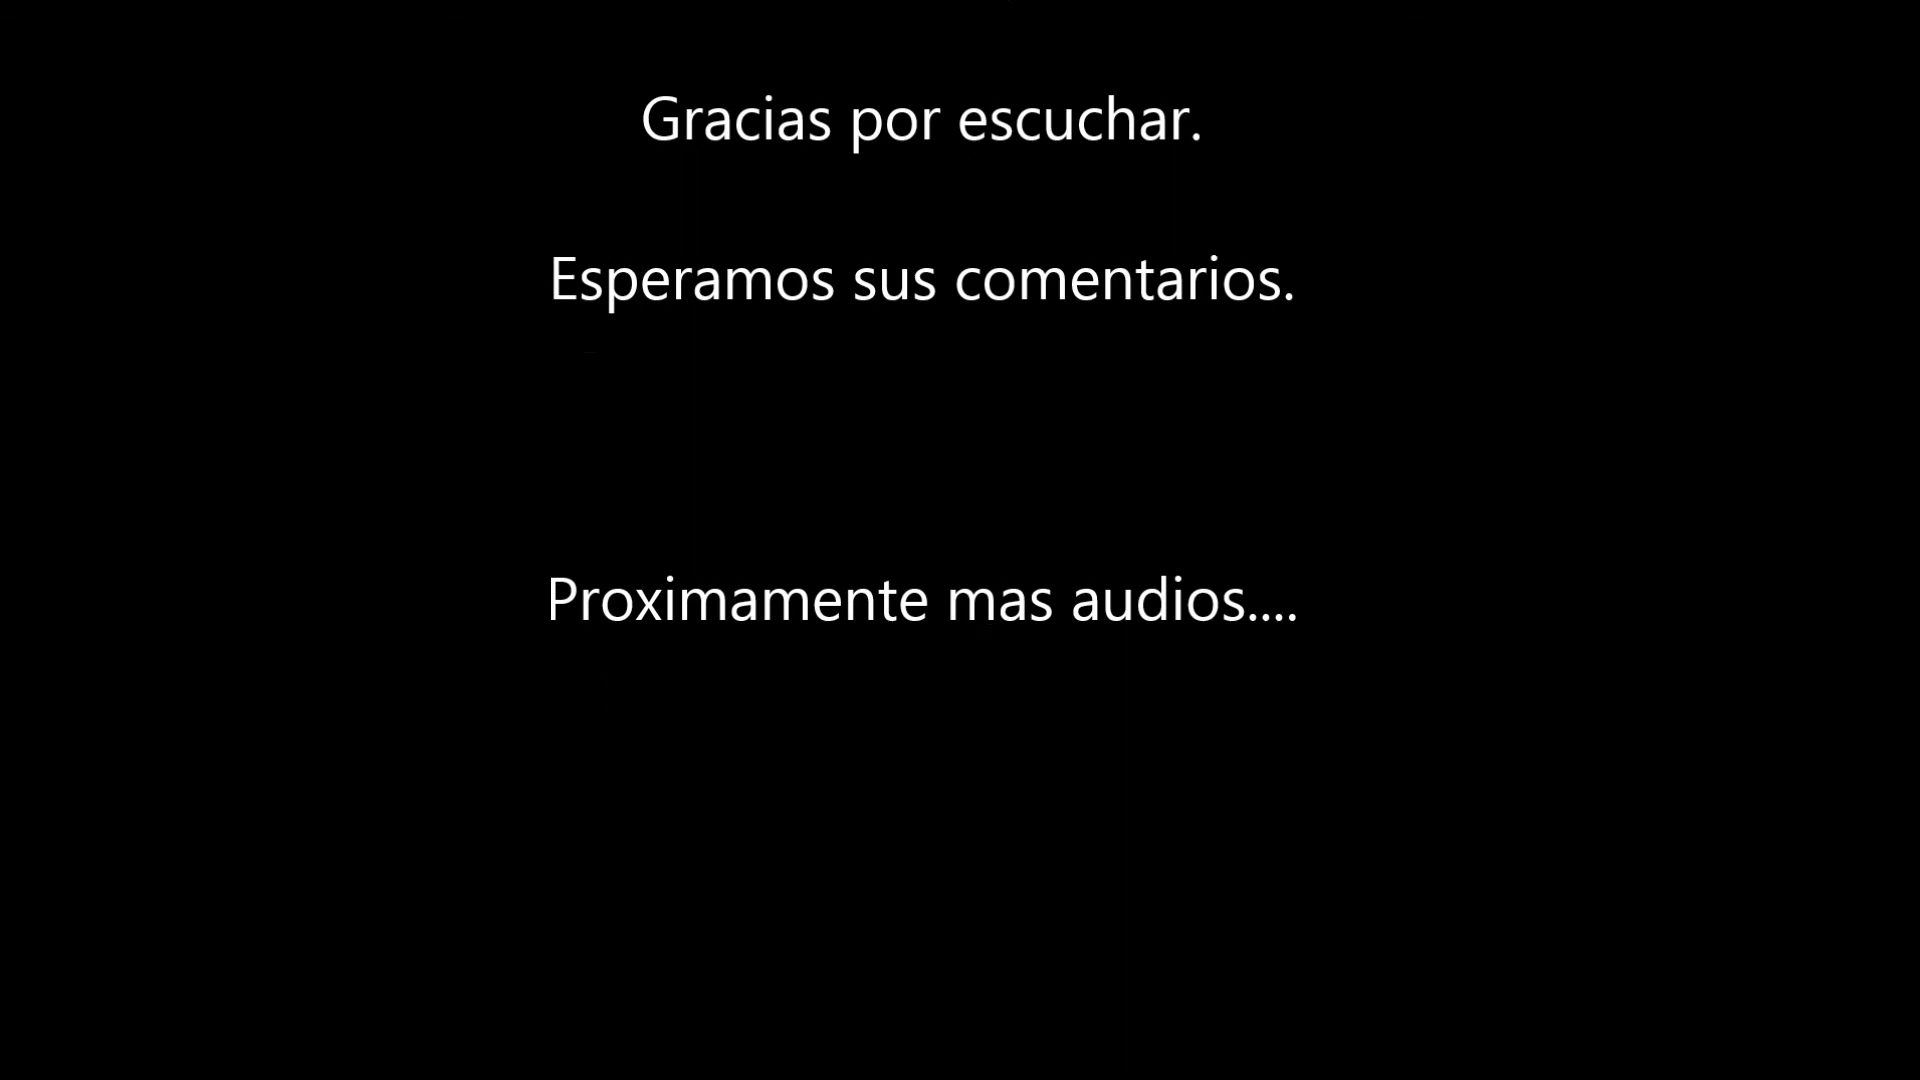 Gracias por escuchar.
Esperamos sus comentarios.
Proximamente mas audios....